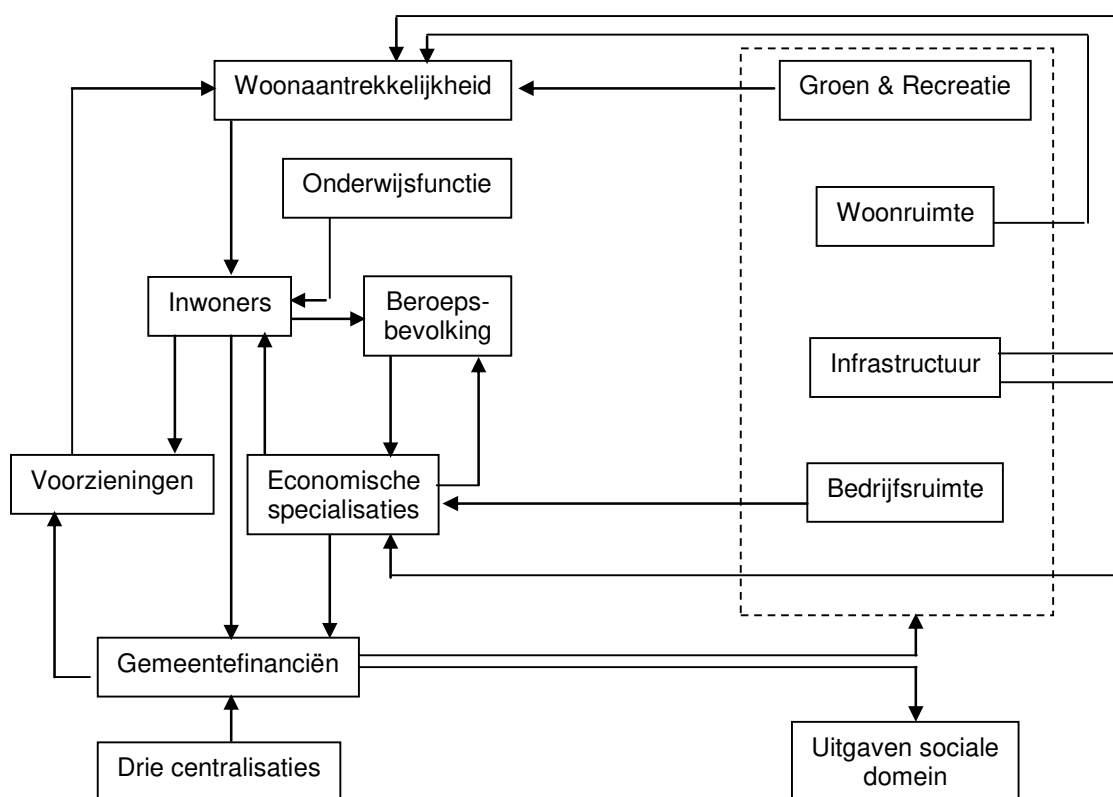 Woonaantrekkelijkheid
Groen & Recreatie
Onderwijsfunctie
Woonruimte
Inwoners
Beroeps-
bevolking
Infrastructuur
Voorzieningen
Economische
specialisaties
Bedrijfsruimte
Gemeentefinanciën
Drie centralisaties
Uitgaven sociale
domein